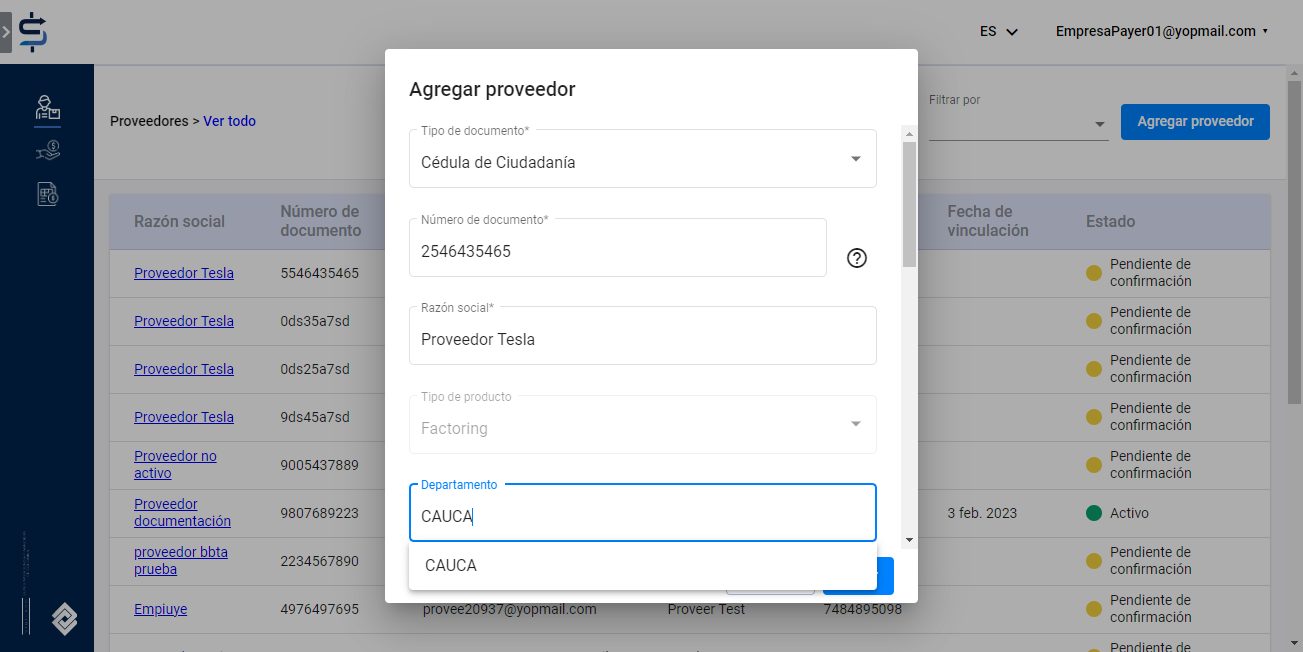 ES
EmpresaPayer01@yopmail.com
Proveedores > Ver todo
Filtrar por
Agregar proveedor
Razón social
Número de
documento
Fecha de
vinculación
Estado
Proveedor Tesla
5546435465
Pendiente de
confirmación
Proveedor Tesla
0ds35a7sd
Pendiente de
confirmación
Proveedor Tesla
0ds25a7sd
Pendiente de
confirmación
Proveedor Tesla
9ds45a7sd
Pendiente de
confirmación
Proveedor no
activo
9005437889
Pendiente de
confirmación
Proveedor
documentación
9807689223
3 feb. 2023
Activo
proveedor bbta
prueba
2234567890
Pendiente de
confirmación
Empiuye
4976497695
provee20937@yopmail.com
Proveer Test
7484895098
Pendiente de
confirmación
Pendiente de
Agregar proveedor
Tipo de documento*
Cédula de Ciudadanía
Número de documento*
2546435465
Razón social*
Proveedor Tesla
Tipo de producto
Factoring
Departamento
CAUCA
CAUCA